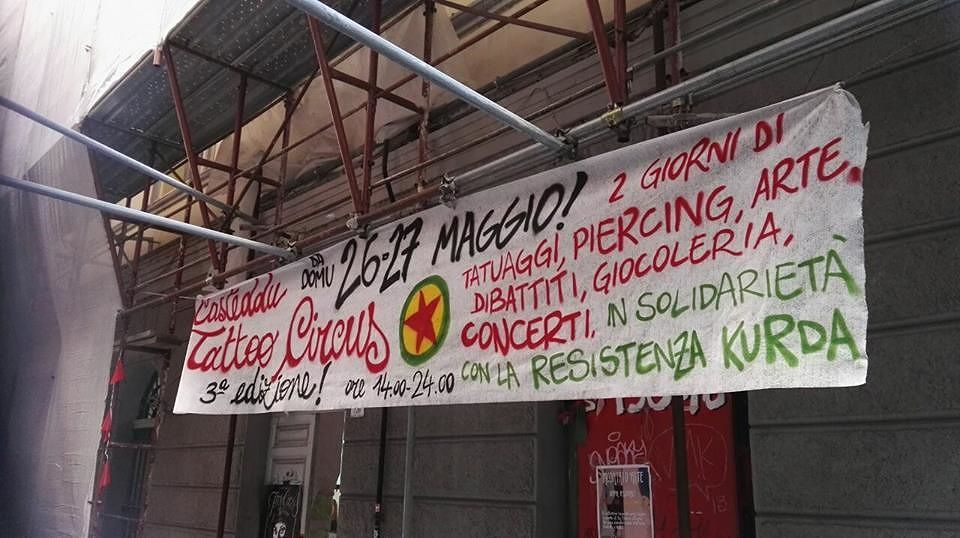 Casteddu
Tattoo Circus
3ª edizione!
DA
DOMU
26-27 MAGGIO!
ore 14.00-24.00
2 GIORNI DI
TATUAGGI, PIERCING, ARTE,
DIBATTITI, GIOCOLERIA,
CONCERTI, IN SOLIDARIETÀ
CON LA RESISTENZA KURDA